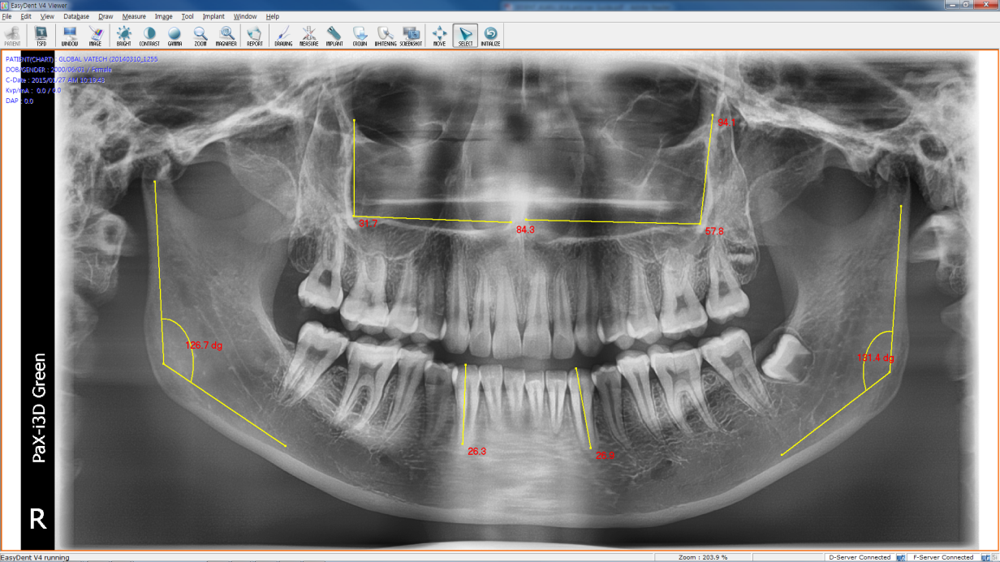 EasyDent V4 Viewer
File Edit View Database Draw Measure Image Tool Implant Window Help
PATIENT TSFD WINDOW IMAGE BRIGHT CONTRAST GAMMA ZOOM MAGNIFIER REPORT DRAWING MEASURE IMPLANT CROWN WHITENING SCREENSHOT MOVE SELECT INITIALIZE
PATIENT(CHART) : GLOBAL VATECH (20140310_1255
DOB/GENDER : 2000/06/01 / Female
C-Date : 2015/01/27 AM 10:19:43
Kvp/mA : 0.0 / 0.0
DAP : 0.0
94.1
31.7
84.3
57.8
126.7 dg
131.4 dg
26.3
PaX-i3D Green
R
EasyDent V4 running
Zoom : 203.9 %
D-Server Connected
F-Server Connected